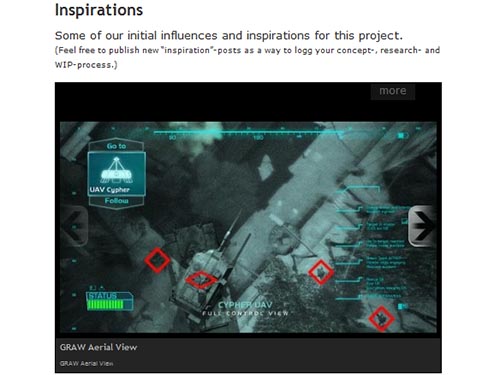 Inspirations
Some of our initial influences and inspirations for this project.
(Feel free to publish new "inspiration"-posts as a way to logg your concept-, research- and
WIP-process.)
more
90
180
Go to
UAV Cypher
Follow
STATUS
CYPHER UAV
FULL CONTROL VIEW
GRAW Aerial View
GRAW Aerial View